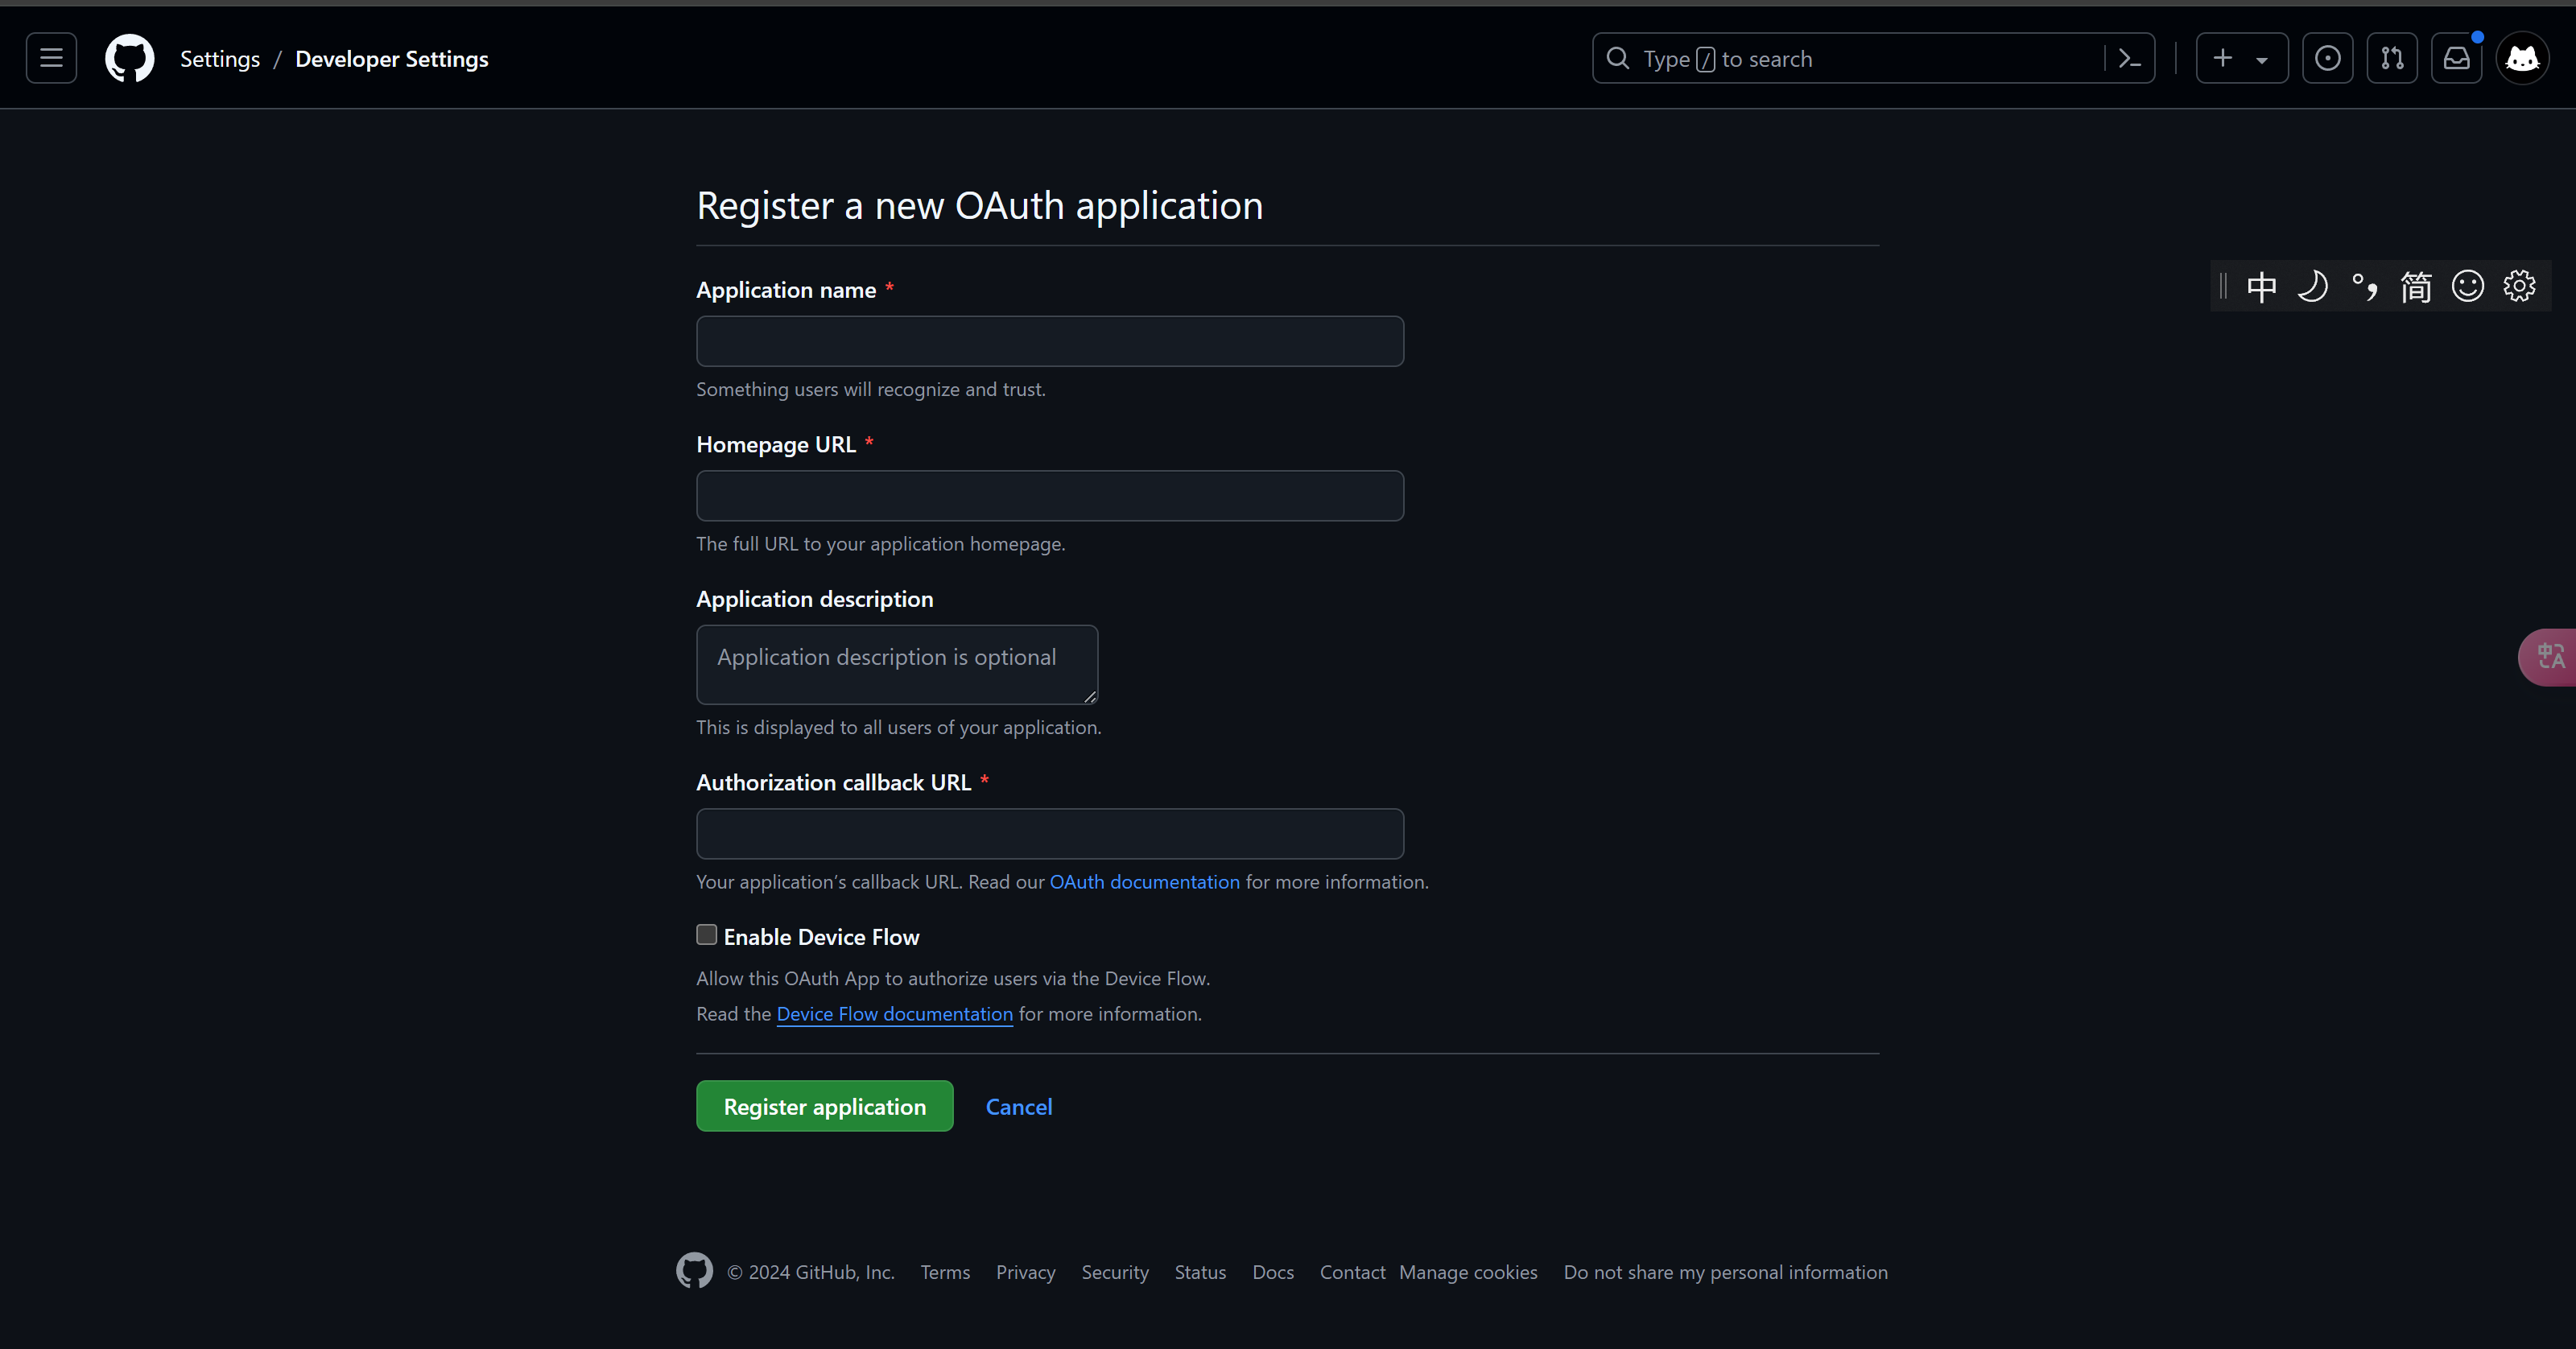 Settings / Developer Settings
Type / to search
Register a new OAuth application
Application name *
Something users will recognize and trust.
中 °, 简
Homepage URL *
The full URL to your application homepage.
Application description
Application description is optional
This is displayed to all users of your application.
中A
Authorization callback URL *
Your application's callback URL. Read our OAuth documentation for more information.
Enable Device Flow
Allow this OAuth App to authorize users via the Device Flow.
Read the Device Flow documentation for more information.
Register application Cancel
© 2024 GitHub, Inc. Terms Privacy Security Status Docs Contact Manage cookies Do not share my personal information